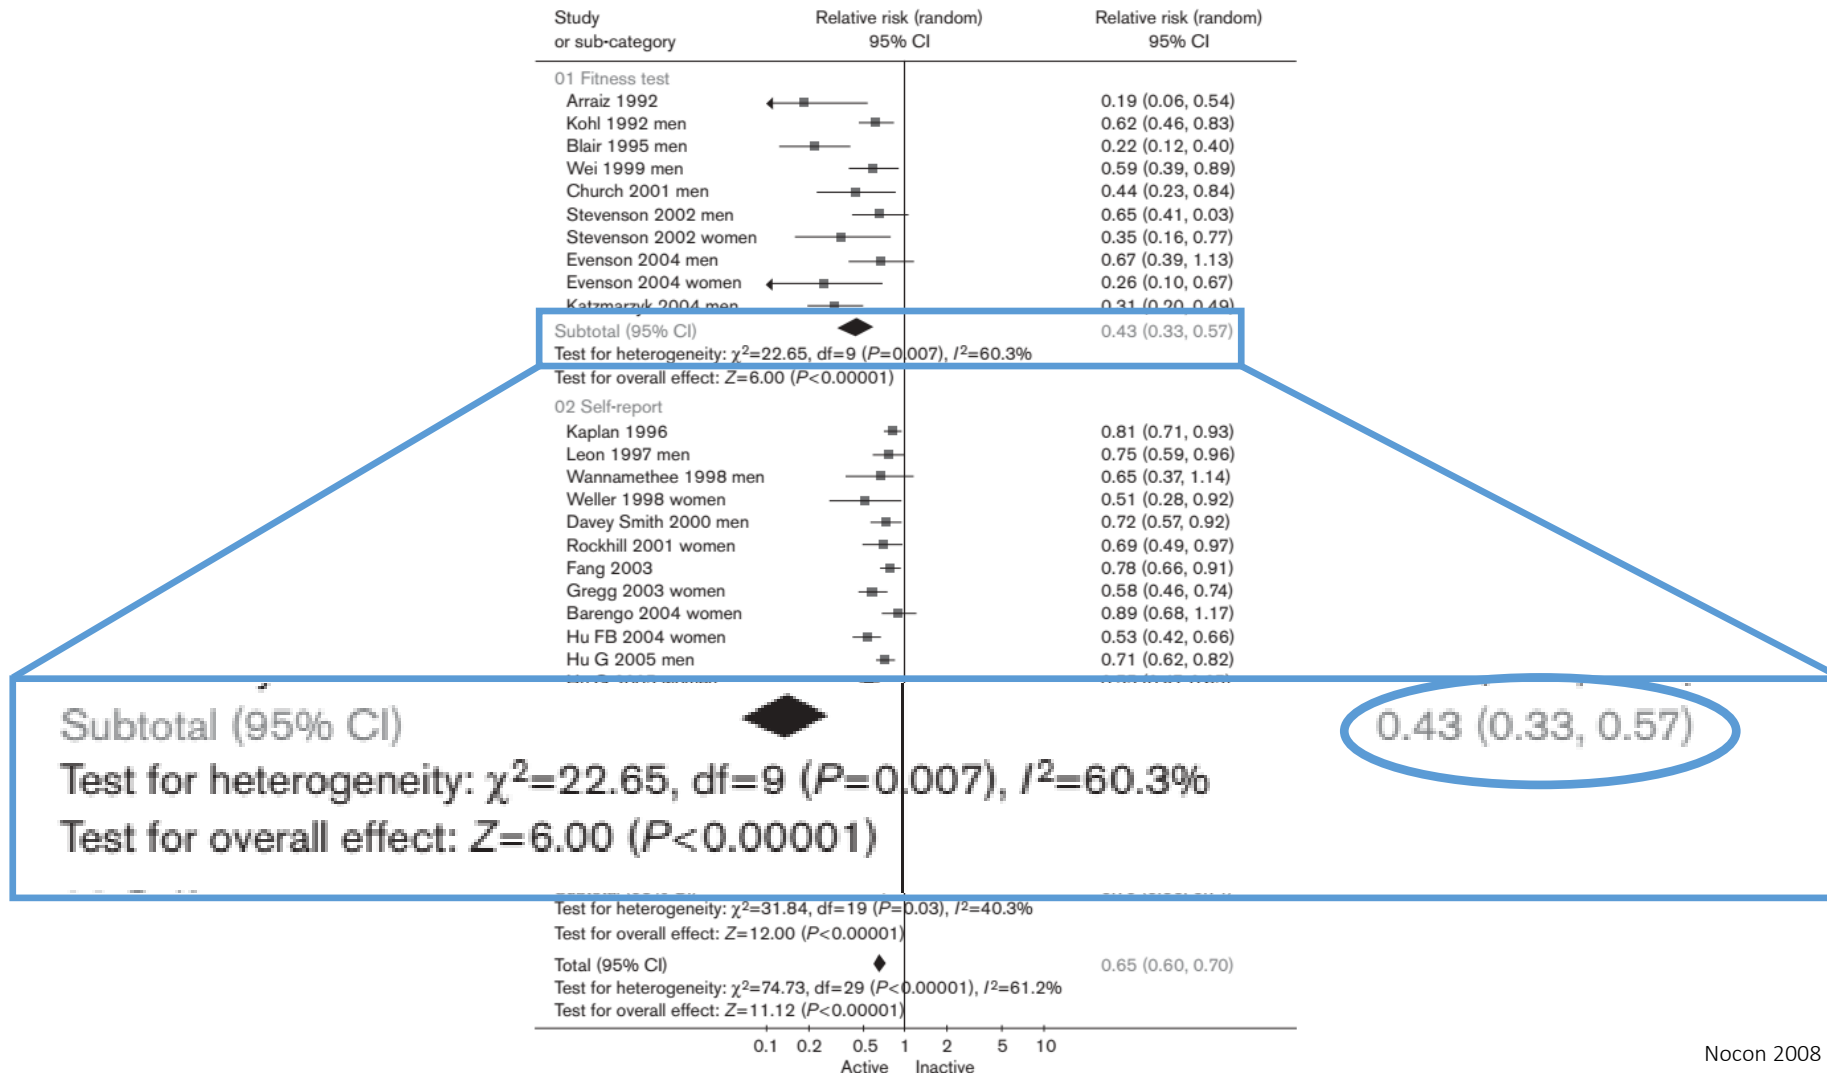 Study Relative risk (random) Relative risk (random)
or sub-category 95% CI 95% CI
01 Fitness test
Arraiz 1992 0.19 (0.06, 0.54)
Kohl 1992 men 0.62 (0.46, 0.83)
Blair 1995 men 0.22 (0.12, 0.40)
Wei 1999 men 0.59 (0.39, 0.89)
Church 2001 men 0.44 (0.23, 0.84)
Stevenson 2002 men 0.65 (0.41, 0.03)
Stevenson 2002 women 0.35 (0.16, 0.77)
Evenson 2004 men 0.67 (0.39, 1.13)
Evenson 2004 women 0.26 (0.10, 0.67)
Katzmarzyk 2004 men 0.31 (0.20, 0.49)
Subtotal (95% CI) 0.43 (0.33, 0.57)
Test for heterogeneity: χ²=22.65, df=9 (P=0.007), I²=60.3%
Test for overall effect: Z=6.00 (P<0.00001)
02 Self-report
Kaplan 1996 0.81 (0.71, 0.93)
Leon 1997 men 0.75 (0.59, 0.96)
Wannamethee 1998 men 0.65 (0.37, 1.14)
Weller 1998 women 0.51 (0.28, 0.92)
Davey Smith 2000 men 0.72 (0.57, 0.92)
Rockhill 2001 women 0.69 (0.49, 0.97)
Fang 2003 0.78 (0.66, 0.91)
Gregg 2003 women 0.58 (0.46, 0.74)
Barengo 2004 women 0.89 (0.68, 1.17)
Hu FB 2004 women 0.53 (0.42, 0.66)
Hu G 2005 men 0.71 (0.62, 0.82)
Subtotal (95% CI) 0.43 (0.33, 0.57)
Test for heterogeneity: χ²=22.65, df=9 (P=0.007), I²=60.3%
Test for overall effect: Z=6.00 (P<0.00001)
Test for heterogeneity: χ²=31.84, df=19 (P=0.03), I²=40.3%
Test for overall effect: Z=12.00 (P<0.00001)
Total (95% CI) 0.65 (0.60, 0.70)
Test for heterogeneity: χ²=74.73, df=29 (P<0.00001), I²=61.2%
Test for overall effect: Z=11.12 (P<0.00001)
0.1 0.2 0.5 1 2 5 10
Active Inactive
Nocon 2008